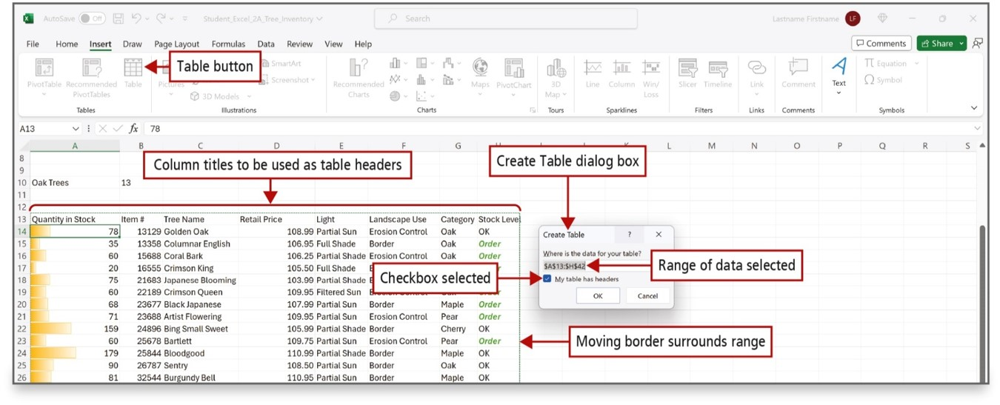 AutoSave Off Student_Excel_2A_Tree_Inventory Search Lastname Firstname LF
File Home Insert Draw Page Layout Formulas Data Review View Help Comments Share
Table button
PivotTable Recommended PivotTables Table Pictures 3D Models SmartArt Screenshot Recommended Charts Maps PivotChart 3D Map Line Column Win/Loss Slicer Timeline Link Comment Text Equation Symbol
Tables Illustrations Charts Tours Sparklines Filters Links Comments Symbols
A13 fx 78
A B C D E F G H K L M N O P Q R S
Column titles to be used as table headers
Create Table dialog box
8
9
10 Oak Trees 13
11
12
13 Quantity in Stock Item # Tree Name Retail Price Light Landscape Use Category Stock Level
14 78 13129 Golden Oak 108.99 Partial Sun Erosion Control Oak OK
15 35 13358 Columnar English 106.95 Full Shade Border Oak Order
16 60 15688 Coral Bark 106.25 Partial Shade Erosion Control Oak Order
17 20 16555 Crimson King 105.50 Full Shade
18 75 21683 Japanese Blooming 103.99 Partial Shade
19 60 22189 Crimson Queen 109.95 Filtered Sun
20 68 23677 Black Japanese 107.99 Partial Sun Border Maple Order
21 71 23688 Artist Flowering 109.95 Partial Sun Erosion Control Pear Order
22 159 24896 Bing Small Sweet 105.99 Partial Shade Border Cherry OK
23 60 25678 Bartlett 109.75 Partial Sun Erosion Control Pear Order
24 179 25844 Bloodgood 110.99 Partial Shade Border Maple OK
25 90 26787 Sentry 108.50 Partial Sun Border Oak OK
26 81 32544 Burgundy Bell 110.95 Partial Sun Border Maple OK
Create Table ?
Where is the data for your table?
$A$13:$H$42
My table has headers
OK Cancel
Range of data selected
Checkbox selected
Moving border surrounds range